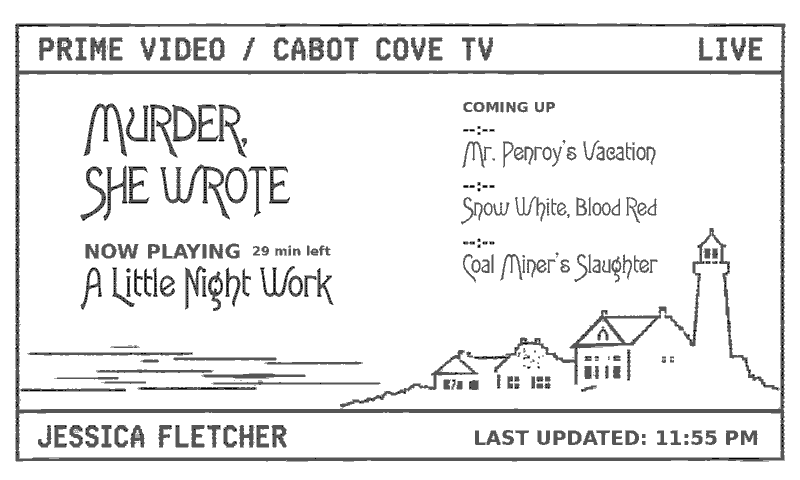 PRIME VIDEO / CABOT COVE TV
LIVE
MURDER,
SHE WROTE
NOW PLAYING 29 min left
A Little Night Work
COMING UP
--:--
Mr. Penroy's Vacation
--:--
Snow White, Blood Red
--:--
Coal Miner's Slaughter
JESSICA FLETCHER
LAST UPDATED: 11:55 PM